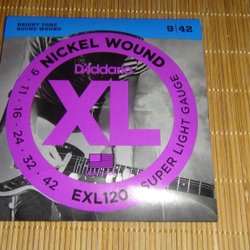 BRIGHT TONE
ROUND WOUND
9|42
NICKEL WOUND
D'Addario
XL
9 · 11 · 16 · 24 · 32 · 42
EXL120
SUPER LIGHT GAUGE